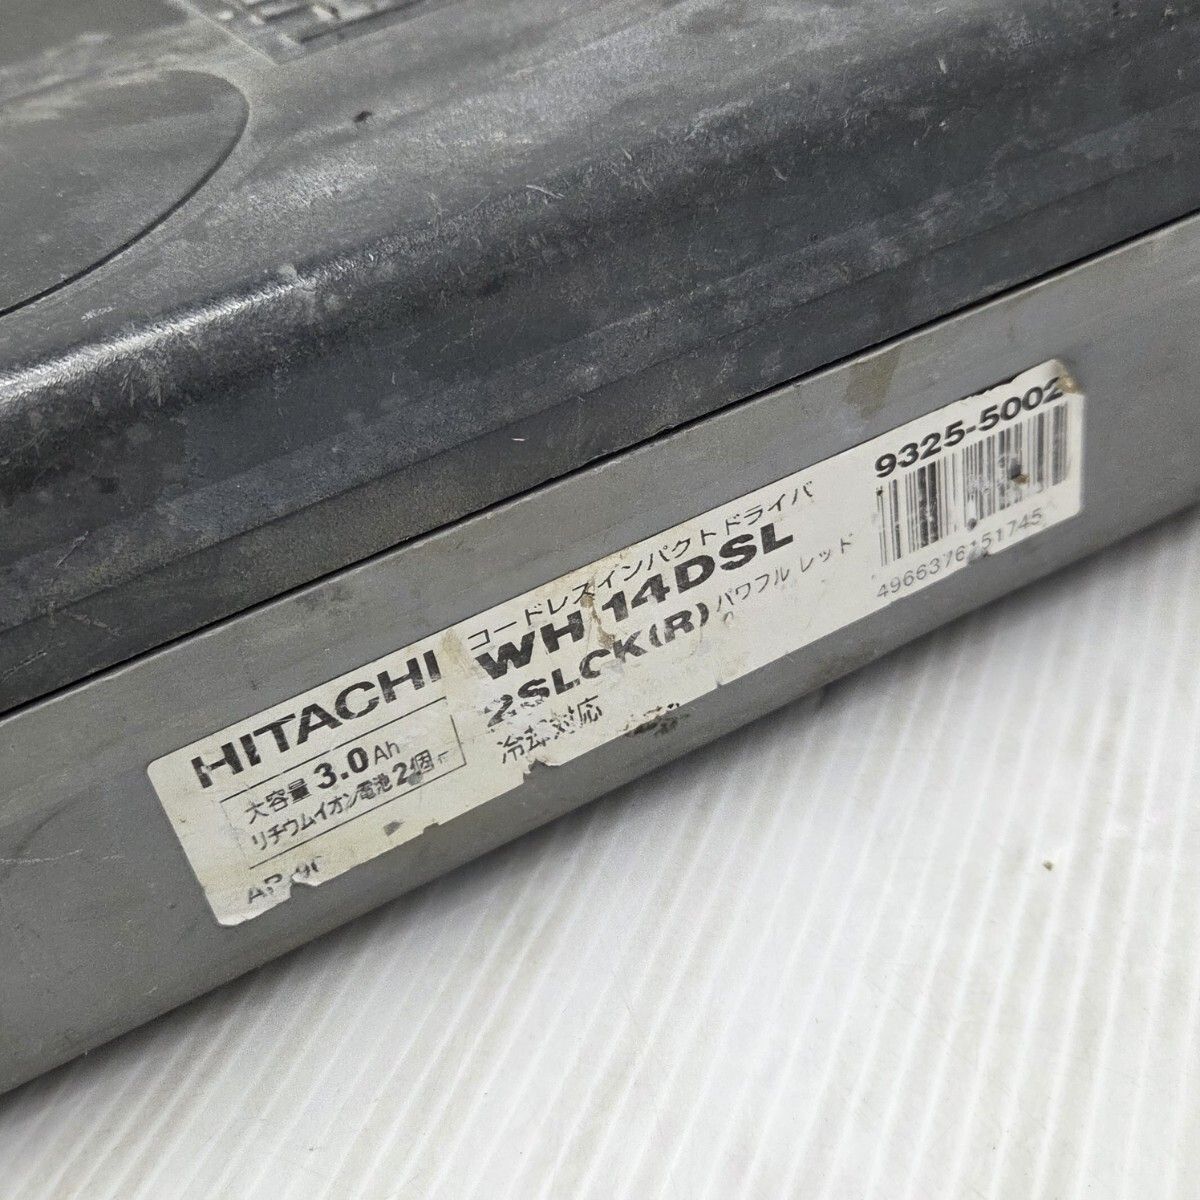 HITACHI
大容量 3.0Ah
リチウムイオン電池2個
コードレスインパクトドライバ
WH 14DSL
2SLCK(R) パワフル レッド
冷却対応
9325-5002
4966376151745